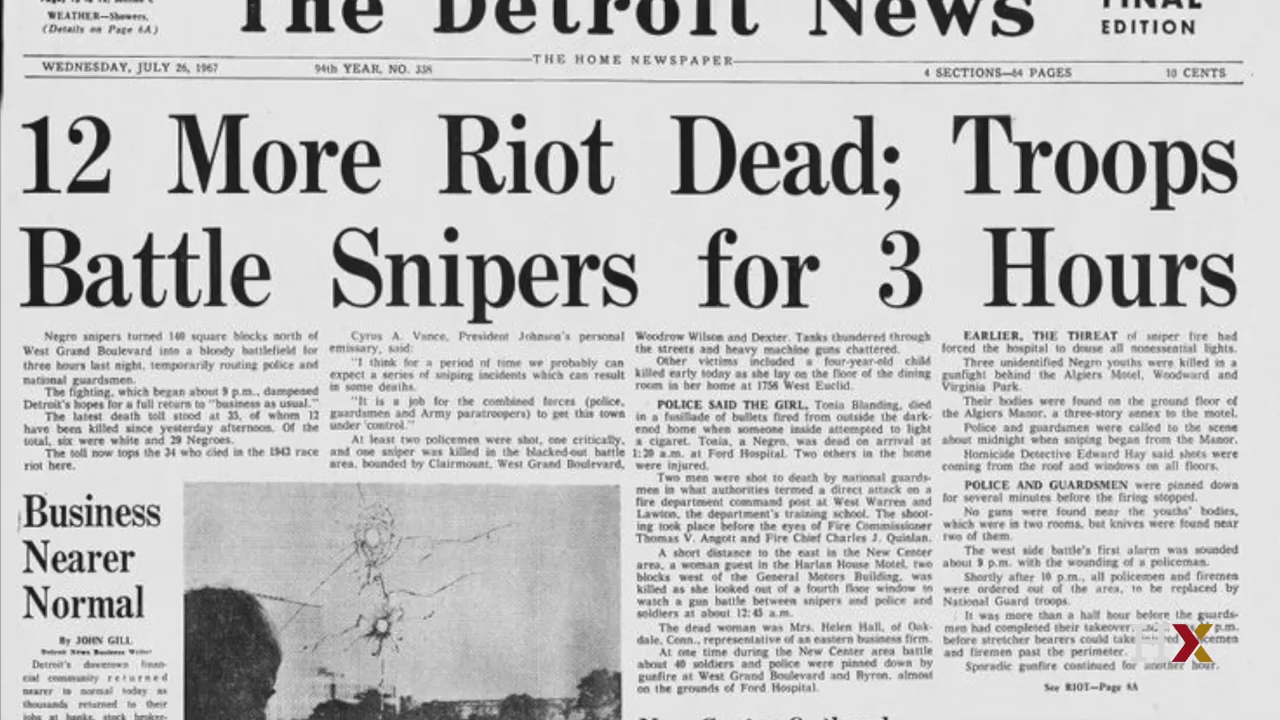 WEATHER—Showers.
(Details on Page 6A)
The Detroit News
FINAL
EDITION
THE HOME NEWSPAPER
WEDNESDAY, JULY 26, 1967
94th YEAR, NO. 338
4 SECTIONS—64 PAGES
10 CENTS
12 More Riot Dead; Troops
Battle Snipers for 3 Hours
Negro snipers turned 140 square blocks north of
West Grand Boulevard into a bloody battlefield for
three hours last night, temporarily routing police and
national guardsmen.
The fighting, which began about 9 p.m., dampened
Detroit's hopes for a full return to "business as usual."
The latest death toll stood at 35, of whom 12
have been killed since yesterday afternoon. Of the
total, six were white and 29 Negroes.
The toll now tops the 34 who died in the 1943 race
riot here.
Cyrus A. Vance, President Johnson's personal
emissary, said:
"I think for a period of time we probably can
expect a series of sniping incidents which can result
in some deaths.
"It is a job for the combined forces (police,
guardsmen and Army paratroopers) to get this town
under 'control."
At least two policemen were shot, one critically,
and one sniper was killed in the blacked-out battle
area, bounded by Clairmount, West Grand Boulevard,
Woodrow Wilson and Dexter. Tanks thundered through
the streets and heavy machine guns chattered.
Other victims included a four-year-old child
killed early today as she lay on the floor of the dining
room in her home at 1756 West Euclid.
POLICE SAID THE GIRL, Tonia Blanding, died
in a fusillade of bullets fired from outside the dark-
ened home when someone inside attempted to light
a cigaret. Tonia, a Negro, was dead on arrival at
1:20 a.m. at Ford Hospital. Two others in the home
were injured.
Two men were shot to death by national guards-
men in what authorities termed a direct attack on a
fire department command post at West Warren and
Lawton, the department's training school. The shoot-
ing took place before the eyes of Fire Commissioner
Thomas V. Angott and Fire Chief Charles J. Quinlan.
A short distance to the east in the New Center
area, a woman guest in the Harlan House Motel, two
blocks west of the General Motors Building, was
killed as she looked out of a fourth floor window to
watch a gun battle between snipers and police and
soldiers at about 12:45 a.m.
The dead woman was Mrs. Helen Hall, of Oak-
dale, Conn., representative of an eastern business firm.
At one time during the New Center area battle
about 40 soldiers and police were pinned down by
gunfire at West Grand Boulevard and Byron, almost
on the grounds of Ford Hospital.
EARLIER, THE THREAT of sniper fire had
forced the hospital to douse all nonessential lights.
Three unidentified Negro youths were killed in a
gunfight behind the Algiers Motel, Woodward and
Virginia Park.
Their bodies were found on the ground floor of
the Algiers Manor, a three-story annex to the motel.
Police and guardsmen were called to the scene
about midnight when sniping began from the Manor.
Homicide Detective Edward Hay said shots were
coming from the roof and windows on all floors.
POLICE AND GUARDSMEN were pinned down
for several minutes before the firing stopped.
No guns were found near the youths' bodies,
which were in two rooms, but knives were found near
two of them.
The west side battle's first alarm was sounded
about 9 p.m. with the wounding of a policeman.
Shortly after 10 p.m., all policemen and firemen
were ordered out of the area, to be replaced by
National Guard troops.
It was more than a half hour before the guards-
men had completed their takeover, p.m.
before stretcher bearers could take
and firemen past the perimeter.
Sporadic gunfire continued for another hour.
See RIOT—Page 8A
Business
Nearer
Normal
By JOHN GILL
Detroit News Business Writer
Detroit's downtown finan-
cial community returned
nearer to normal today as
thousands returned to their
jobs at banks, stock broker-
X